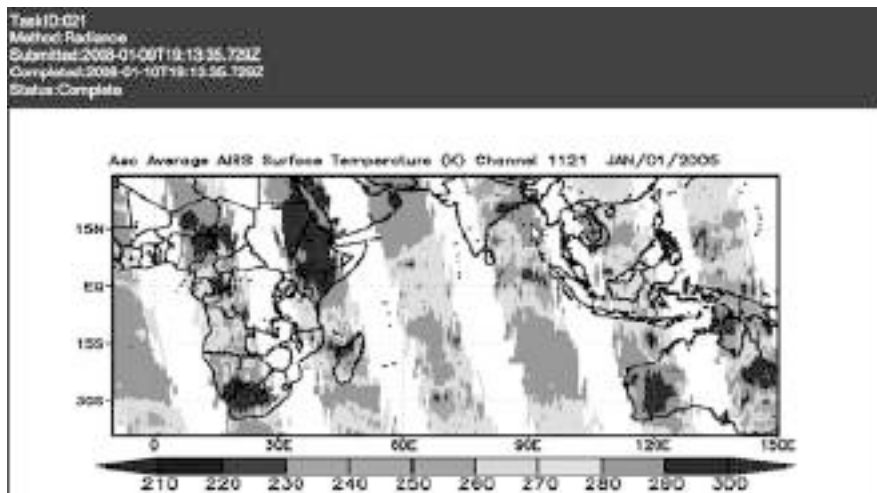 TaskID:021
Method:Radiance
Submitted:2008-01-09T19:13:35.729Z
Completed:2008-01-10T19:13:35.729Z
Status:Complete
Average AIRS Surface Temperature (K) Channel 1121 JAN/01/2005
15N
EQ
15S
30S
0 30E 60E 90E 120E 150E
210 220 230 240 250 260 270 280 290 300